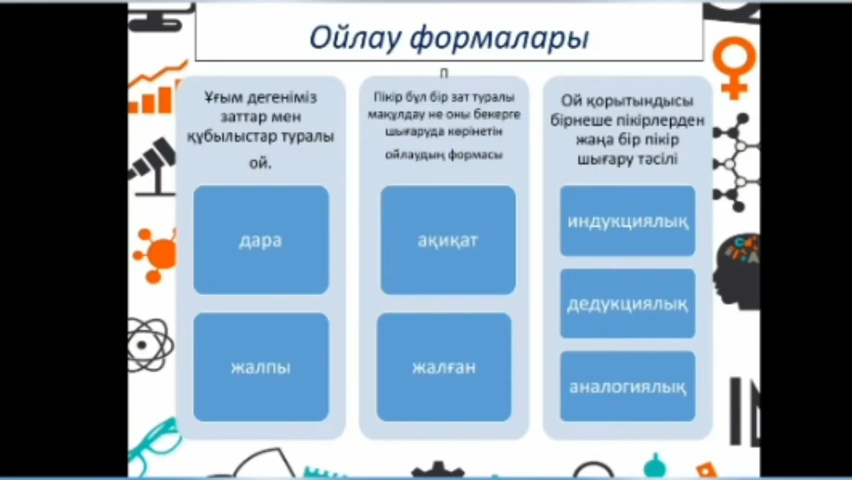 Ойлау формалары
П
Ұғым дегеніміз
заттар мен
құбылыстар туралы
ой.
дара
жалпы
Пікір бұл бір зат туралы
мақұлдау не оны бекерге
шығаруда көрінетін
ойлаудың формасы
ақиқат
жалған
Ой қорытындысы
бірнеше пікірлерден
жаңа бір пікір
шығару тәсілі
индукциялық
дедукциялық
аналогиялық